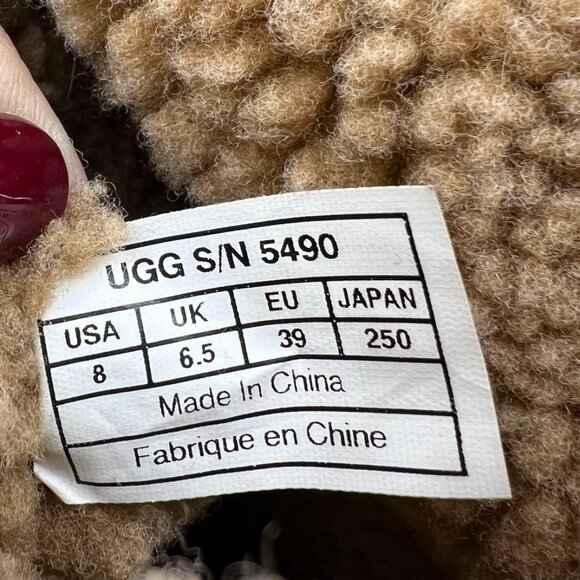 UGG S/N 5490
USA UK EU JAPAN
8 6.5 39 250
Made In China
Fabrique en Chine